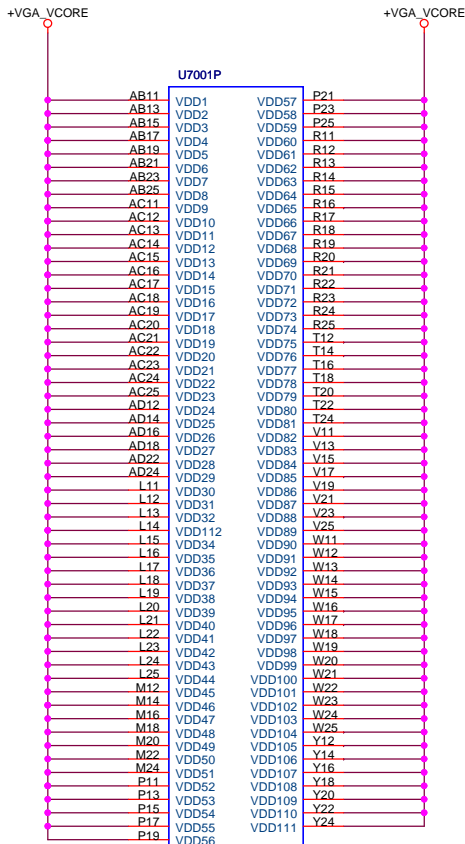 +VGA_VCORE
+VGA_VCORE
U7001P
AB11 VDD1
AB13 VDD2
AB15 VDD3
AB17 VDD4
AB19 VDD5
AB21 VDD6
AB23 VDD7
AB25 VDD8
AC11 VDD9
AC12 VDD10
AC13 VDD11
AC14 VDD12
AC15 VDD13
AC16 VDD14
AC17 VDD15
AC18 VDD16
AC19 VDD17
AC20 VDD18
AC21 VDD19
AC22 VDD20
AC23 VDD21
AC24 VDD22
AC25 VDD23
AD12 VDD24
AD14 VDD25
AD16 VDD26
AD18 VDD27
AD22 VDD28
AD24 VDD29
L11 VDD30
L12 VDD31
L13 VDD32
L14 VDD112
L15 VDD34
L16 VDD35
L17 VDD36
L18 VDD37
L19 VDD38
L20 VDD39
L21 VDD40
L22 VDD41
L23 VDD42
L24 VDD43
L25 VDD44
M12 VDD45
M14 VDD46
M16 VDD47
M18 VDD48
M20 VDD49
M22 VDD50
M24 VDD51
P11 VDD52
P13 VDD53
P15 VDD54
P17 VDD55
P19 VDD56
VDD57 P21
VDD58 P23
VDD59 P25
VDD60 R11
VDD61 R12
VDD62 R13
VDD63 R14
VDD64 R15
VDD65 R16
VDD66 R17
VDD67 R18
VDD68 R19
VDD69 R20
VDD70 R21
VDD71 R22
VDD72 R23
VDD73 R24
VDD74 R25
VDD75 T12
VDD76 T14
VDD77 T16
VDD78 T18
VDD79 T20
VDD80 T22
VDD81 T24
VDD82 V11
VDD83 V13
VDD84 V15
VDD85 V17
VDD86 V19
VDD87 V21
VDD88 V23
VDD89 V25
VDD90 W11
VDD91 W12
VDD92 W13
VDD93 W14
VDD94 W15
VDD95 W16
VDD96 W17
VDD97 W18
VDD98 W19
VDD99 W20
VDD100 W21
VDD101 W22
VDD102 W23
VDD103 W24
VDD104 W25
VDD105 Y12
VDD106 Y14
VDD107 Y16
VDD108 Y18
VDD109 Y20
VDD110 Y22
VDD111 Y24